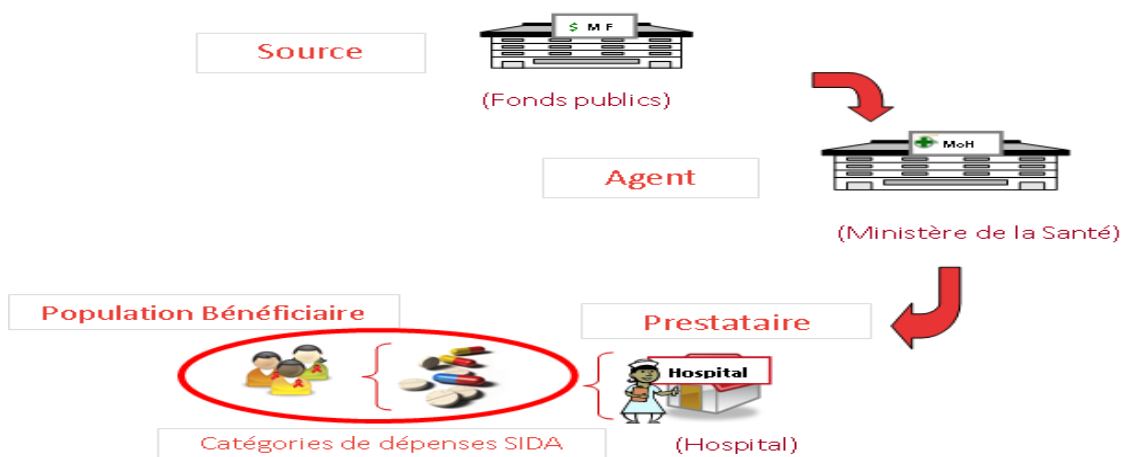 $ M F
Source
(Fonds publics)
MoH
Agent
(Ministère de la Santé)
Population Bénéficiaire
Prestataire
Hospital
Catégories de dépenses SIDA
(Hospital)